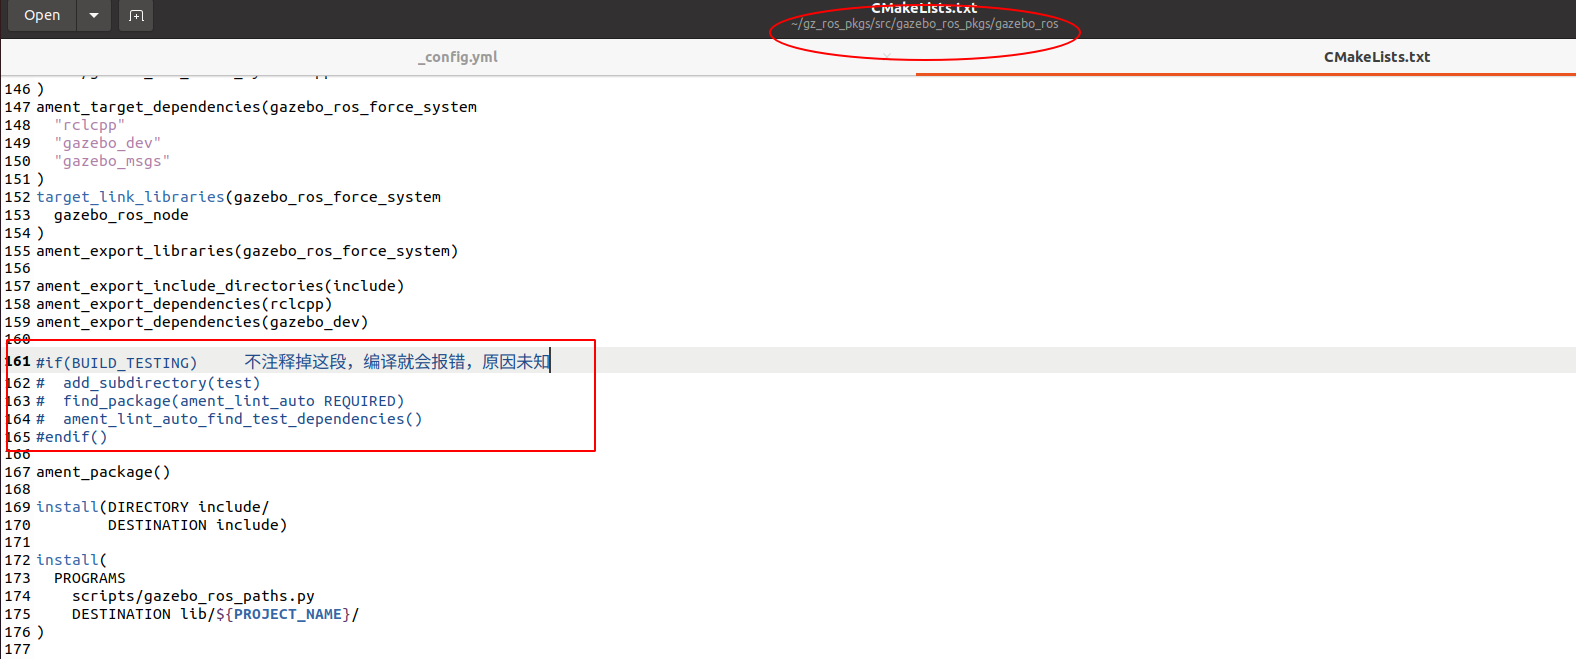 Open
CMakeLists.txt
~/gz_ros_pkgs/src/gazebo_ros_pkgs/gazebo_ros
_config.yml
CMakeLists.txt
146 )
147 ament_target_dependencies(gazebo_ros_force_system
148   "rclcpp"
149   "gazebo_dev"
150   "gazebo_msgs"
151 )
152 target_link_libraries(gazebo_ros_force_system
153   gazebo_ros_node
154 )
155 ament_export_libraries(gazebo_ros_force_system)
156
157 ament_export_include_directories(include)
158 ament_export_dependencies(rclcpp)
159 ament_export_dependencies(gazebo_dev)
160
161 #if(BUILD_TESTING)     不注释掉这段，编译就会报错，原因未知
162 #  add_subdirectory(test)
163 #  find_package(ament_lint_auto REQUIRED)
164 #  ament_lint_auto_find_test_dependencies()
165 #endif()
166
167 ament_package()
168
169 install(DIRECTORY include/
170         DESTINATION include)
171
172 install(
173   PROGRAMS
174     scripts/gazebo_ros_paths.py
175     DESTINATION lib/${PROJECT_NAME}/
176 )
177